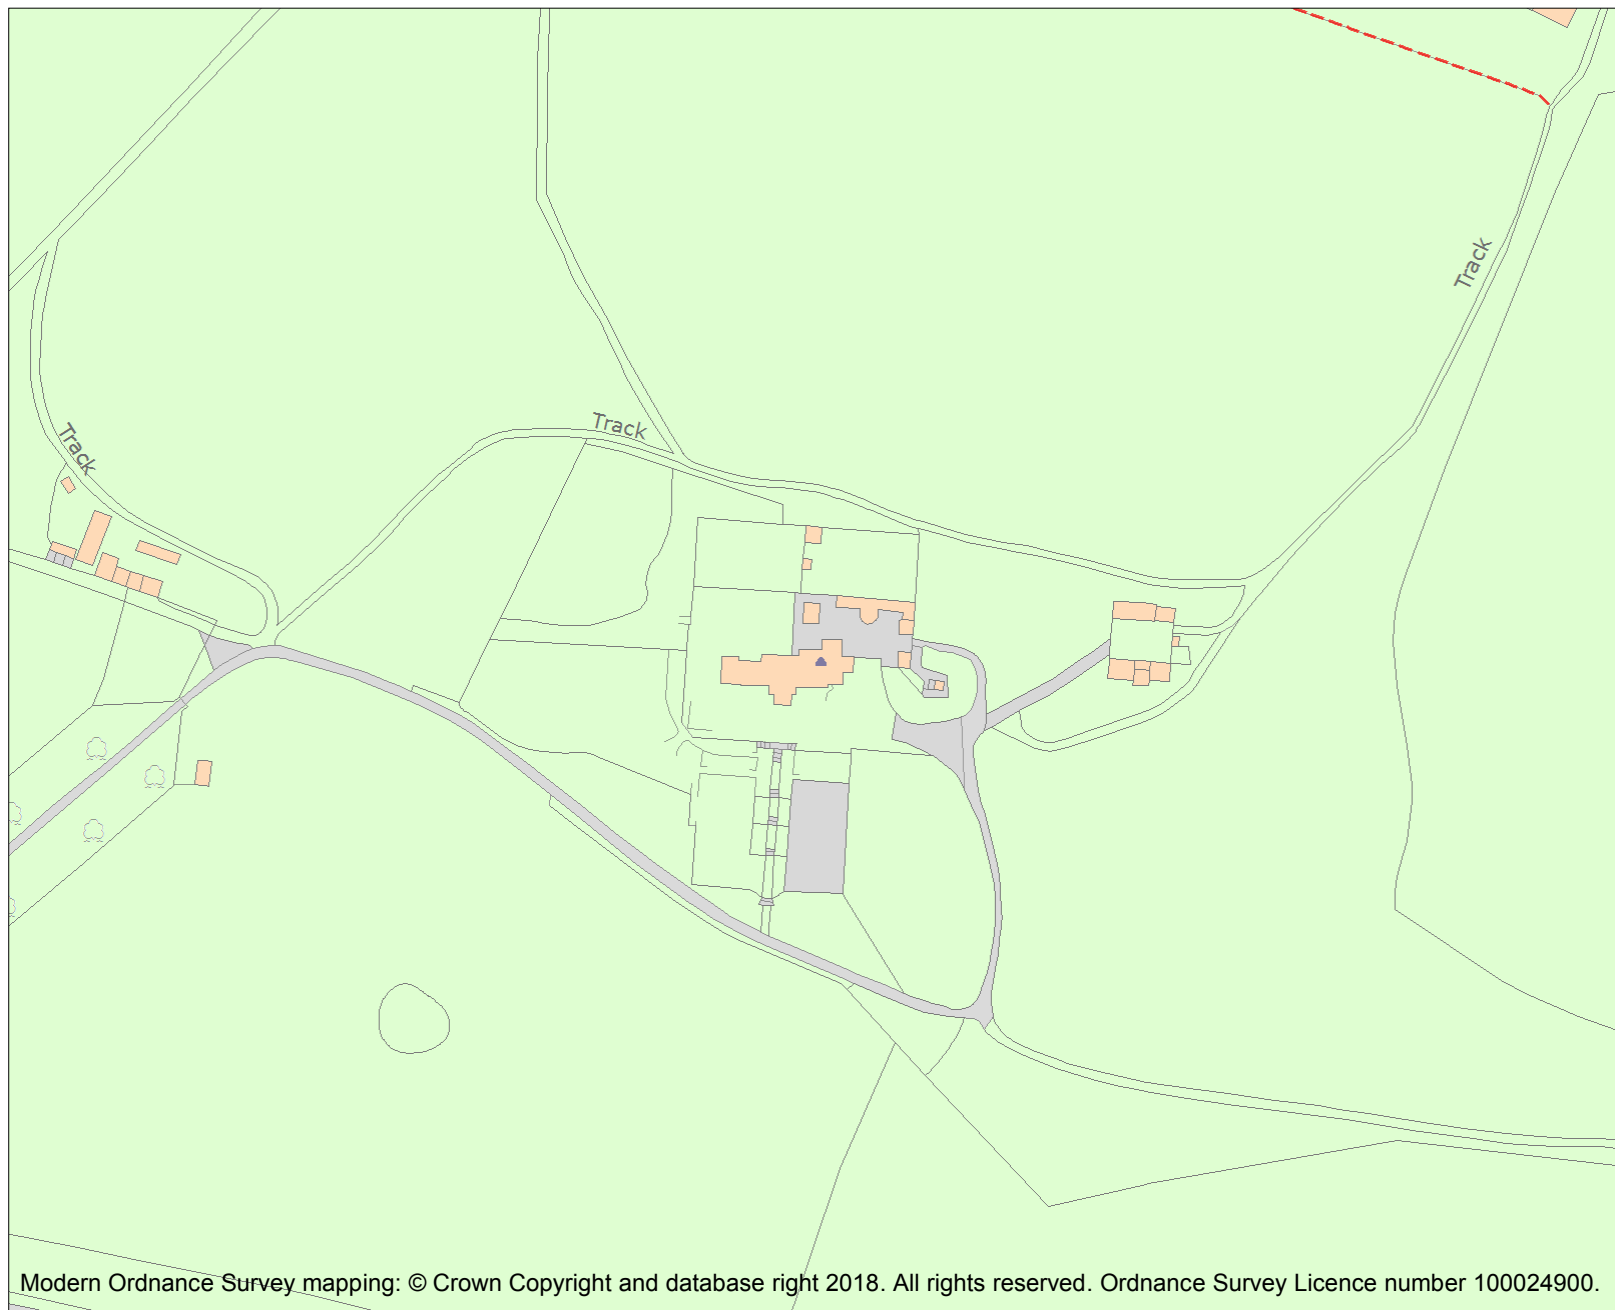 Track
Track
Track
Modern Ordnance Survey mapping: © Crown Copyright and database right 2018. All rights reserved. Ordnance Survey Licence number 100024900.